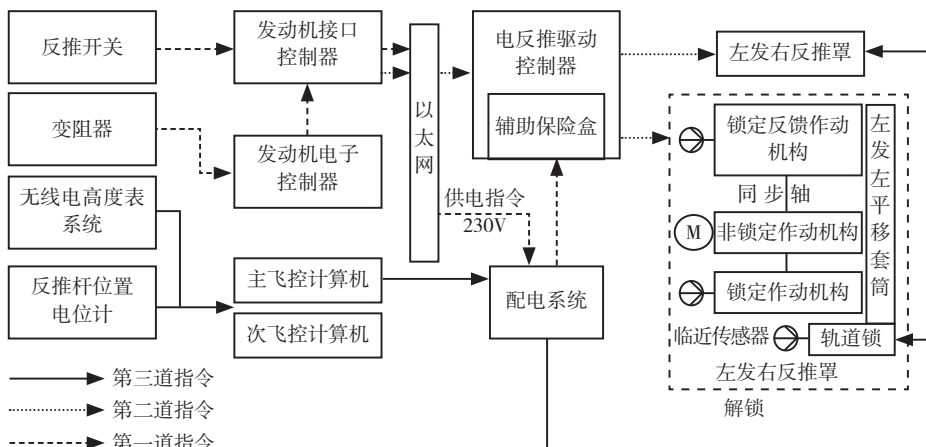 反推开关
发动机接口
控制器
变阻器
发动机电子
控制器
无线电高度表
系统
反推杆位置
电位计
主飞控计算机
次飞控计算机
以太网
供电指令
230V
电反推驱动
控制器
辅助保险盒
配电系统
左发右反推罩
锁定反馈作动
机构
同步轴
M
非锁定作动机构
锁定作动机构
左发左平移套筒
临近传感器
轨道锁
左发右反推罩
解锁
第三道指令
第二道指令
第一道指令